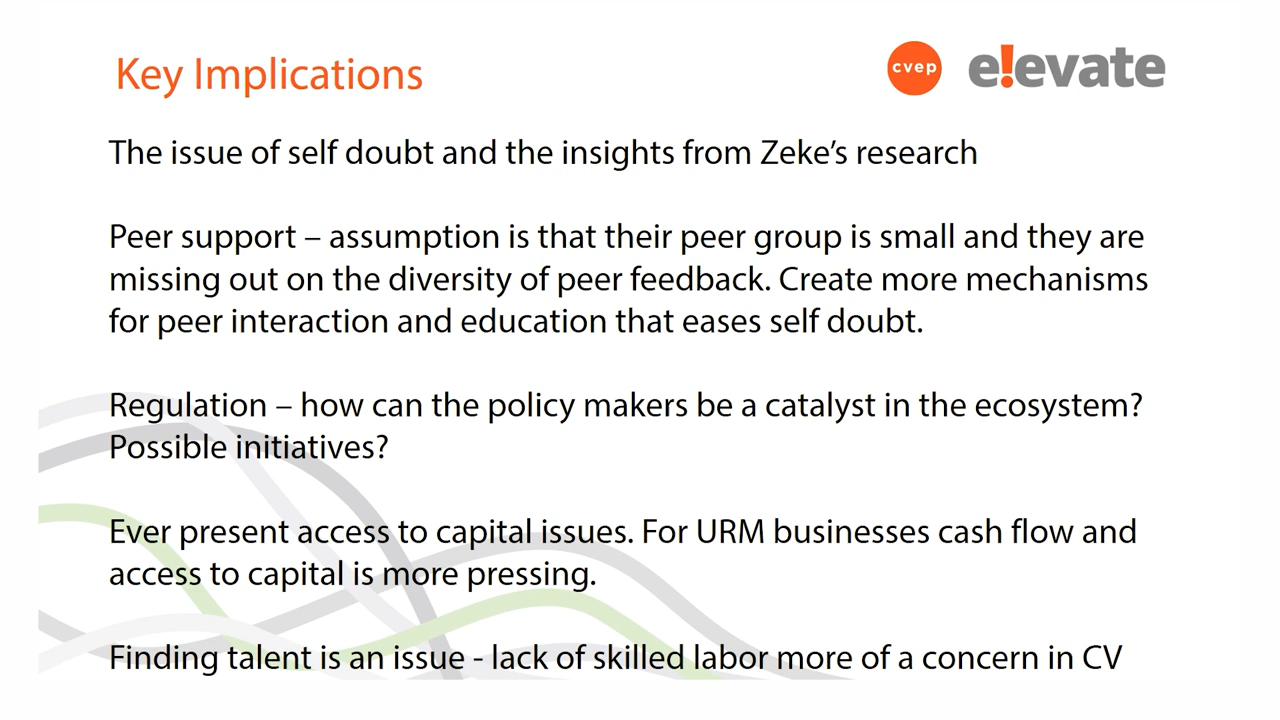 Key Implications
cvep
e!evate
The issue of self doubt and the insights from Zeke’s research
Peer support – assumption is that their peer group is small and they are
missing out on the diversity of peer feedback. Create more mechanisms
for peer interaction and education that eases self doubt.
Regulation – how can the policy makers be a catalyst in the ecosystem?
Possible initiatives?
Ever present access to capital issues. For URM businesses cash flow and
access to capital is more pressing.
Finding talent is an issue - lack of skilled labor more of a concern in CV